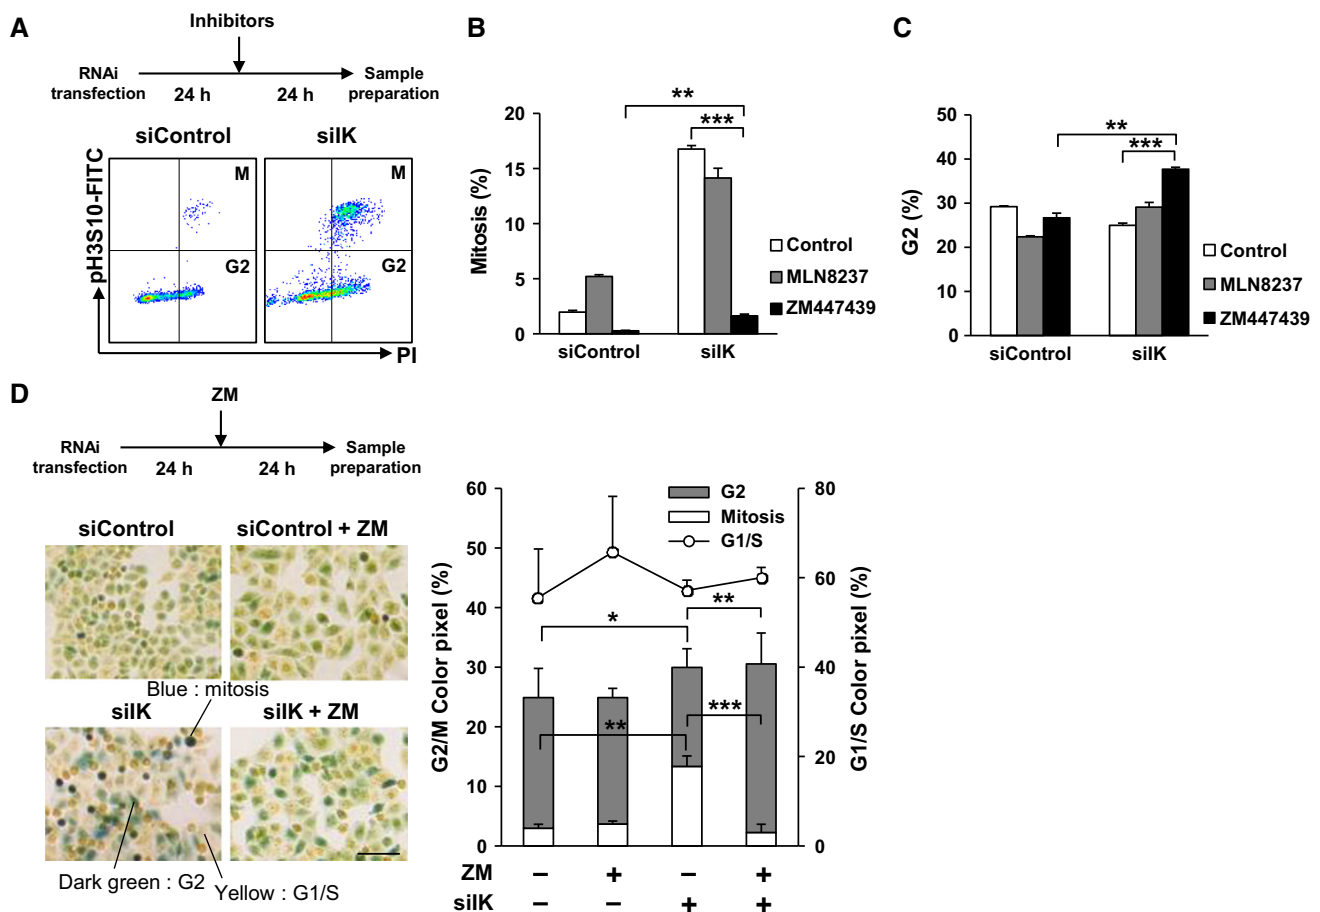 A
Inhibitors
RNAi
transfection
24 h
24 h
Sample
preparation
siControl
siIK
pH3S10-FITC
M
G2
M
G2
PI
B
**
***
20
15
10
5
0
Mitosis (%)
siControl
siIK
Control
MLN8237
ZM447439
C
**
***
50
40
30
20
10
0
G2 (%)
siControl
siIK
Control
MLN8237
ZM447439
D
ZM
RNAi
transfection
24 h
24 h
Sample
preparation
siControl
siControl + ZM
Blue : mitosis
siIK
siIK + ZM
Dark green : G2
Yellow : G1/S
60
50
40
30
20
10
0
G2/M Color pixel (%)
G2
Mitosis
G1/S
*
**
**
***
80
60
40
20
0
G1/S Color pixel (%)
ZM − + − +
siIK − − + +